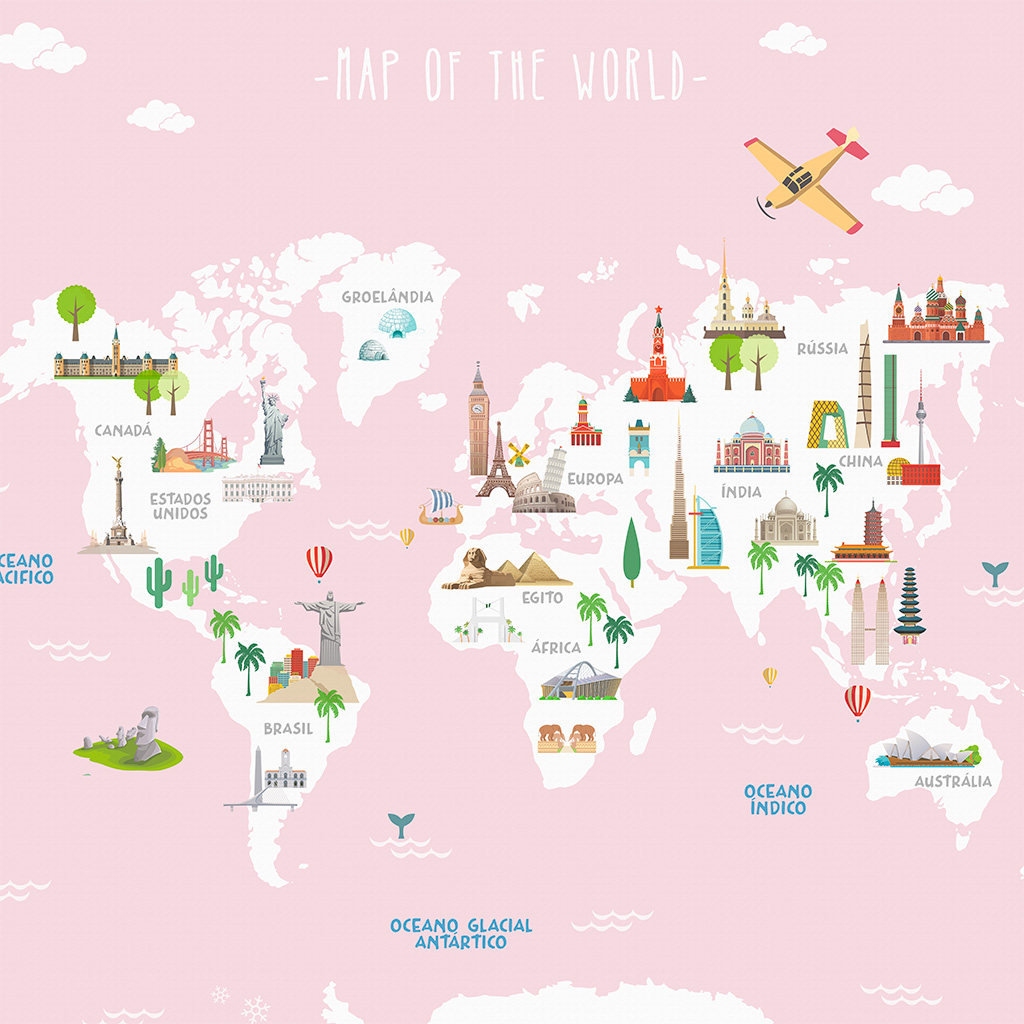 -MAP OF THE WORLD-
GROELÂNDIA
RÚSSIA
CANADÁ
CHINA
EUROPA
ÍNDIA
ESTADOS
UNIDOS
CEANO
ACIFICO
EGITO
ÁFRICA
BRASIL
AUSTRÁLIA
OCEANO
ÍNDICO
OCEANO GLACIAL
ANTÁRTICO